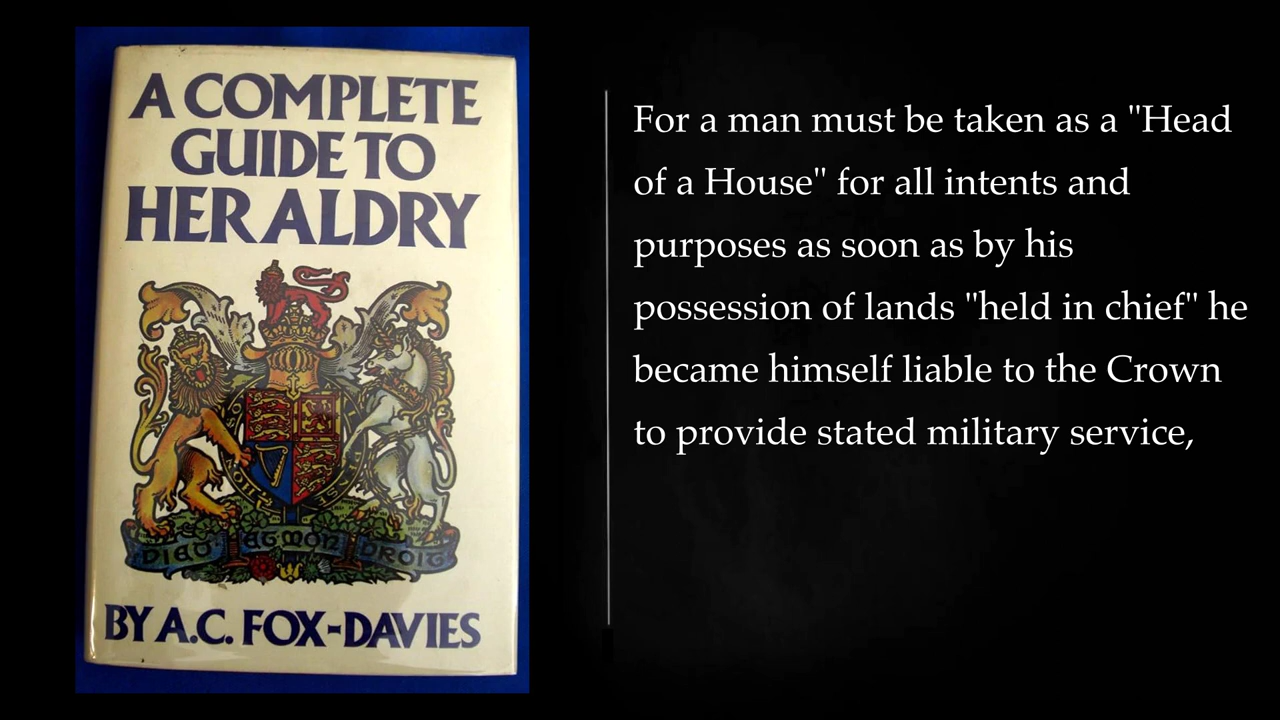 A COMPLETE
GUIDE TO
HERALDRY
DIEU ET MON DROIT
BY A.C. FOX-DAVIES
For a man must be taken as a "Head
of a House" for all intents and
purposes as soon as by his
possession of lands "held in chief" he
became himself liable to the Crown
to provide stated military service,